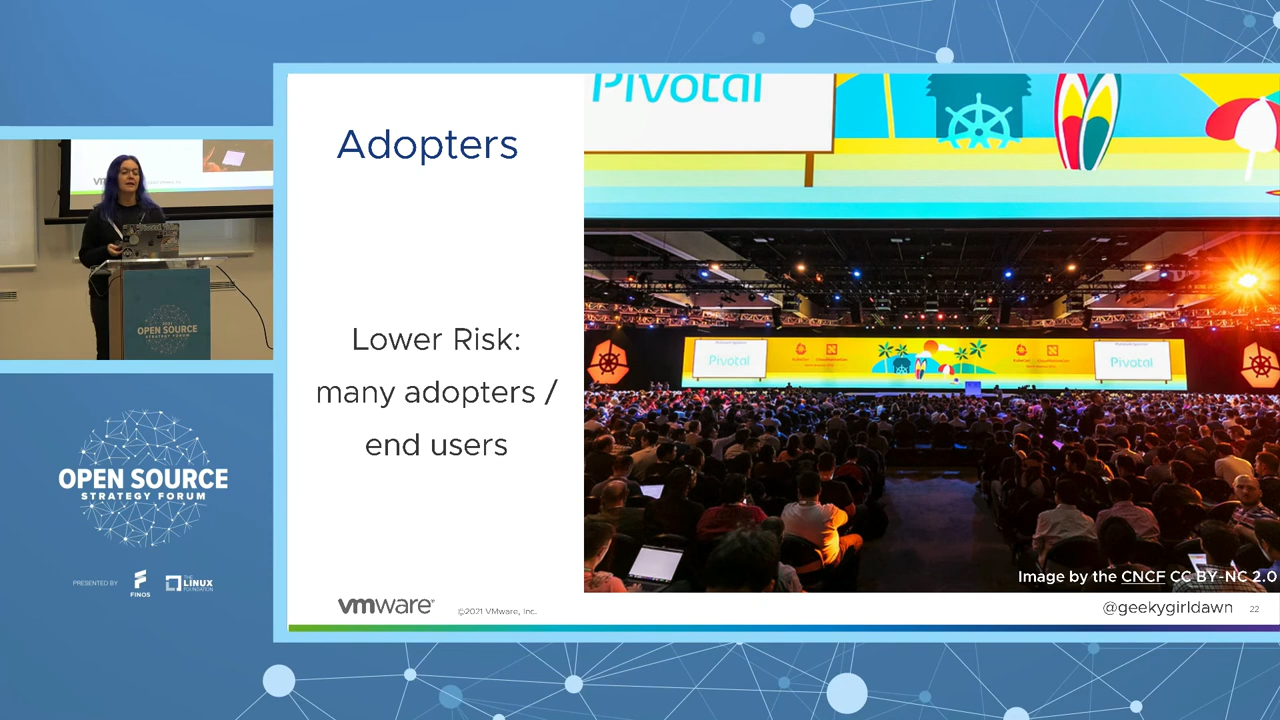 Adopters
Lower Risk:
many adopters /
end users
Pivotal
Pivotal
Pivotal
Image by the CNCF CC BY-NC 2.0
vmware®
©2021 VMware, Inc.
@geekygirldawn
22
OPEN SOURCE
STRATEGY FORUM
OPEN SOURCE
STRATEGY FORUM
PRESENTED BY
FINOS
THE
LINUX
FOUNDATION